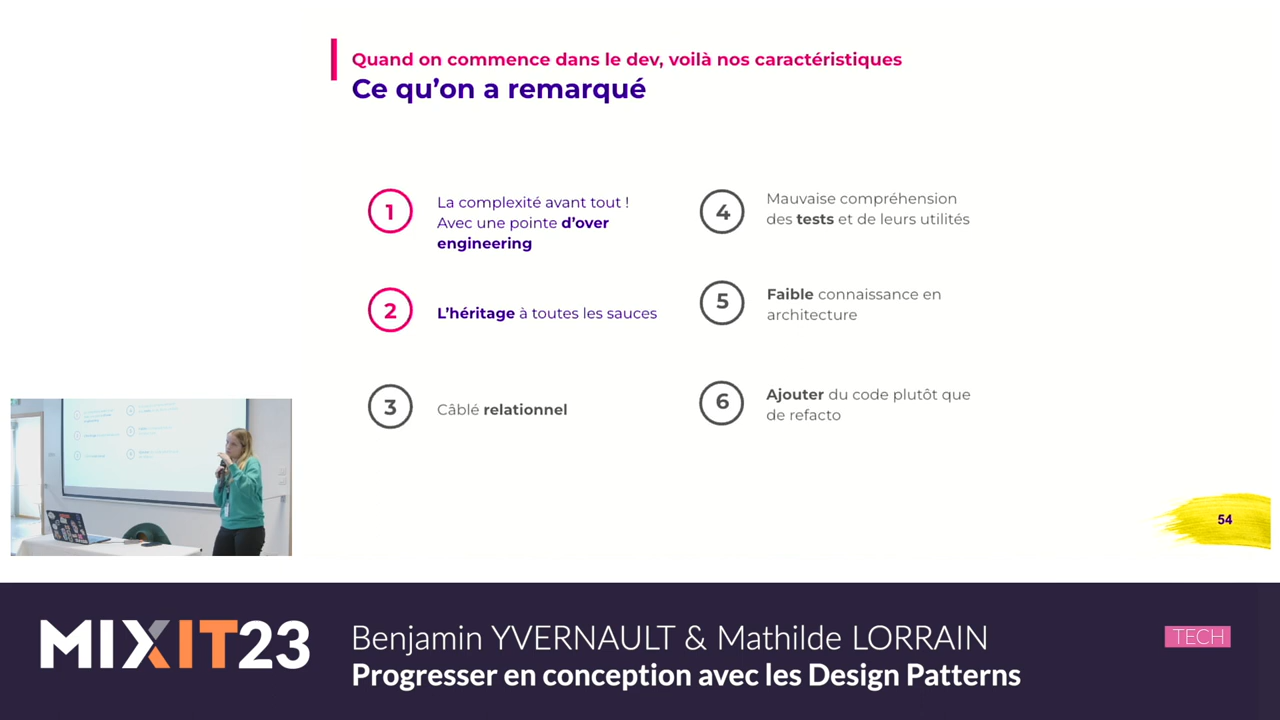 Quand on commence dans le dev, voilà nos caractéristiques
Ce qu'on a remarqué
1
La complexité avant tout !
Avec une pointe d'over
engineering
2
L'héritage à toutes les sauces
3
Câblé relationnel
4
Mauvaise compréhension
des tests et de leurs utilités
5
Faible connaissance en
architecture
6
Ajouter du code plutôt que
de refacto
54
MIXIT23
Benjamin YVERNAULT & Mathilde LORRAIN
Progresser en conception avec les Design Patterns
TECH